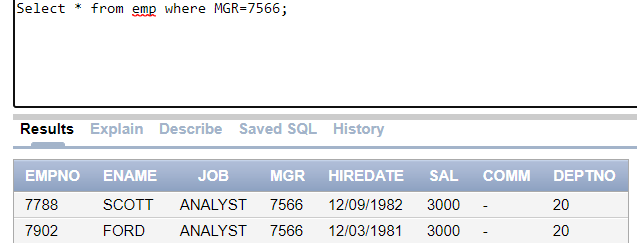 Select * from emp where MGR=7566;
Results Explain Describe Saved SQL History
EMPNO ENAME JOB MGR HIREDATE SAL COMM DEPTNO
7788 SCOTT ANALYST 7566 12/09/1982 3000 - 20
7902 FORD ANALYST 7566 12/03/1981 3000 - 20